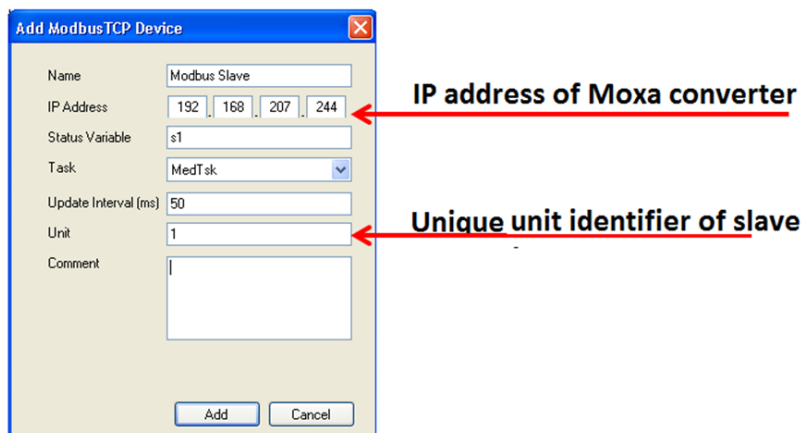 Add ModbusTCP Device
Name Modbus Slave
IP Address 192 . 168 . 207 . 244
IP address of Moxa converter
Status Variable s1
Task MedTsk
Update Interval (ms) 50
Unit 1
Unique unit identifier of slave
Comment
Add Cancel